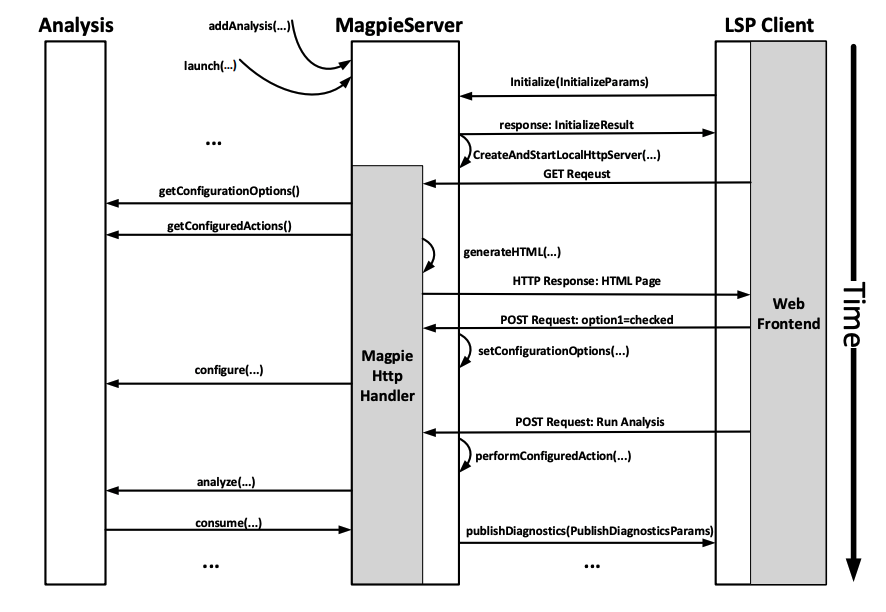 Analysis
MagpieServer
LSP Client
addAnalysis(...)
launch(...)
Initialize(InitializeParams)
response: InitializeResult
...
CreateAndStartLocalHttpServer(...)
GET Reqeust
getConfigurationOptions()
getConfiguredActions()
generateHTML(...)
HTTP Response: HTML Page
Web
Frontend
Time
POST Request: option1=checked
setConfigurationOptions(...)
Magpie
Http
Handler
configure(...)
POST Request: Run Analysis
performConfiguredAction(...)
analyze(...)
consume(...)
publishDiagnostics(PublishDiagnosticsParams)
...
...